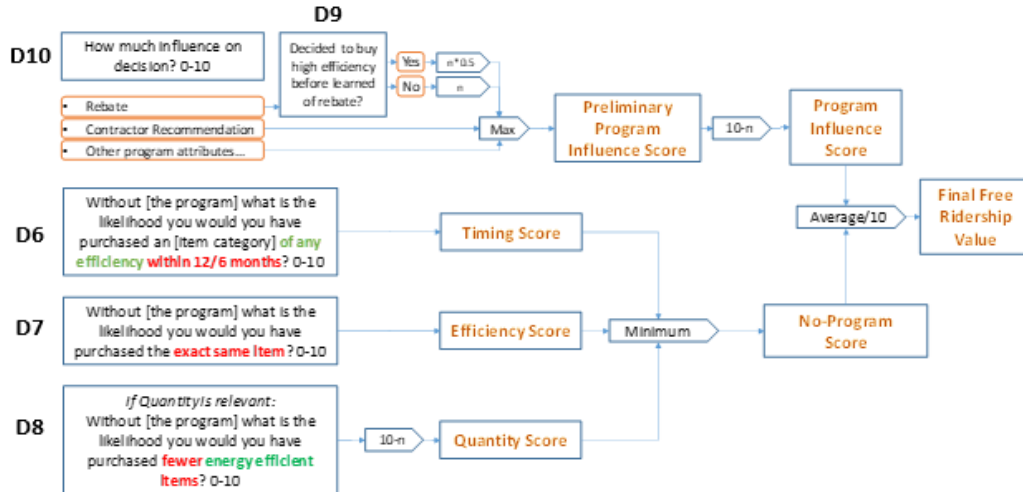 D9
D10
How much influence on
decision? 0-10
Decided to buy
high efficiency
before learned
of rebate?
Yes
n*0.5
No
n
• Rebate
• Contractor Recommendation
• Other program attributes...
Max
Preliminary
Program
Influence Score
10-n
Program
Influence
Score
D6
Without [the program] what is the
likelihood you would you have
purchased an [item category] of any
efficiency within 12/6 months? 0-10
Timing Score
Average/10
Final Free
Ridership
Value
D7
Without [the program] what is the
likelihood you would you have
purchased the exact same item? 0-10
Efficiency Score
Minimum
No-Program
Score
D8
If Quantity is relevant:
Without [the program] what is the
likelihood you would you have
purchased fewer energy efficient
items? 0-10
10-n
Quantity Score